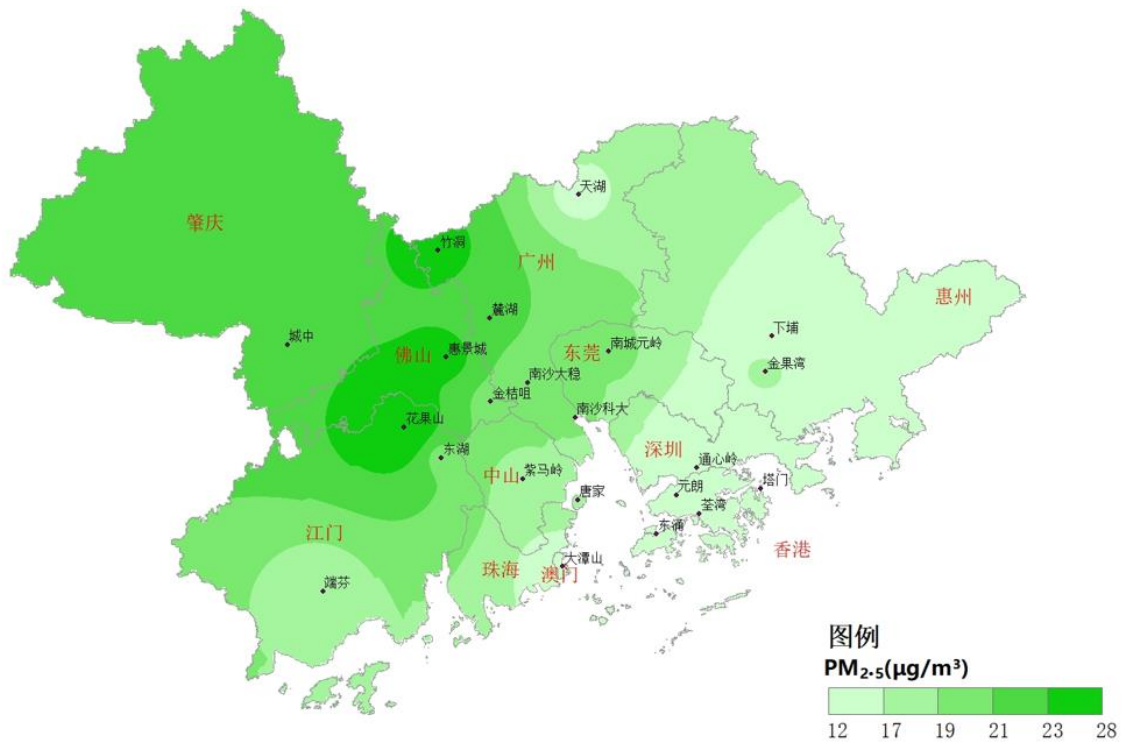 天湖
肇庆
竹洞
广州
惠州
麓湖
城中
下埔
佛山
惠景城
东莞
南城元岭
金果湾
南沙大稳
金桔咀
花果山
南沙科大
东湖
深圳
通心岭
中山
紫马岭
元朗
塔门
唐家
荃湾
江门
东涌
香港
珠海
澳门
大潭山
端芬
图例
PM₂.₅(μg/m³)
12 17 19 21 23 28